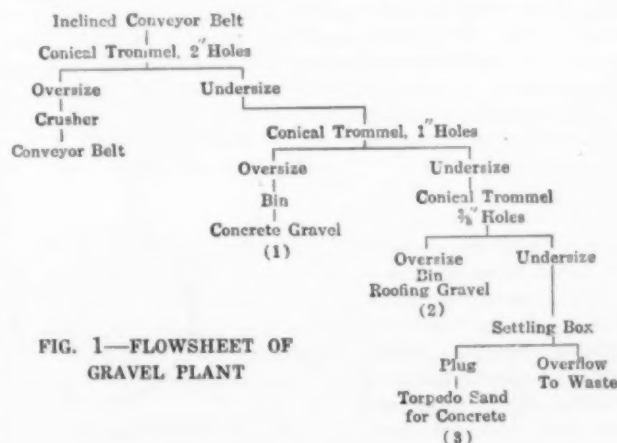 Inclined Conveyor Belt
Conical Trommel, 2" Holes
Oversize Undersize
Crusher
Conveyor Belt
Conical Trommel, 1" Holes
Oversize Undersize
Bin
Concrete Gravel
(1)
Conical Trommel
Holes
Oversize Undersize
Bin
Roofing Gravel
(2)
Settling Box
FIG. 1—FLOWSHEET OF
GRAVEL PLANT
Plug Overflow
To Waste
Torpedo Sand
for Concrete
(3)